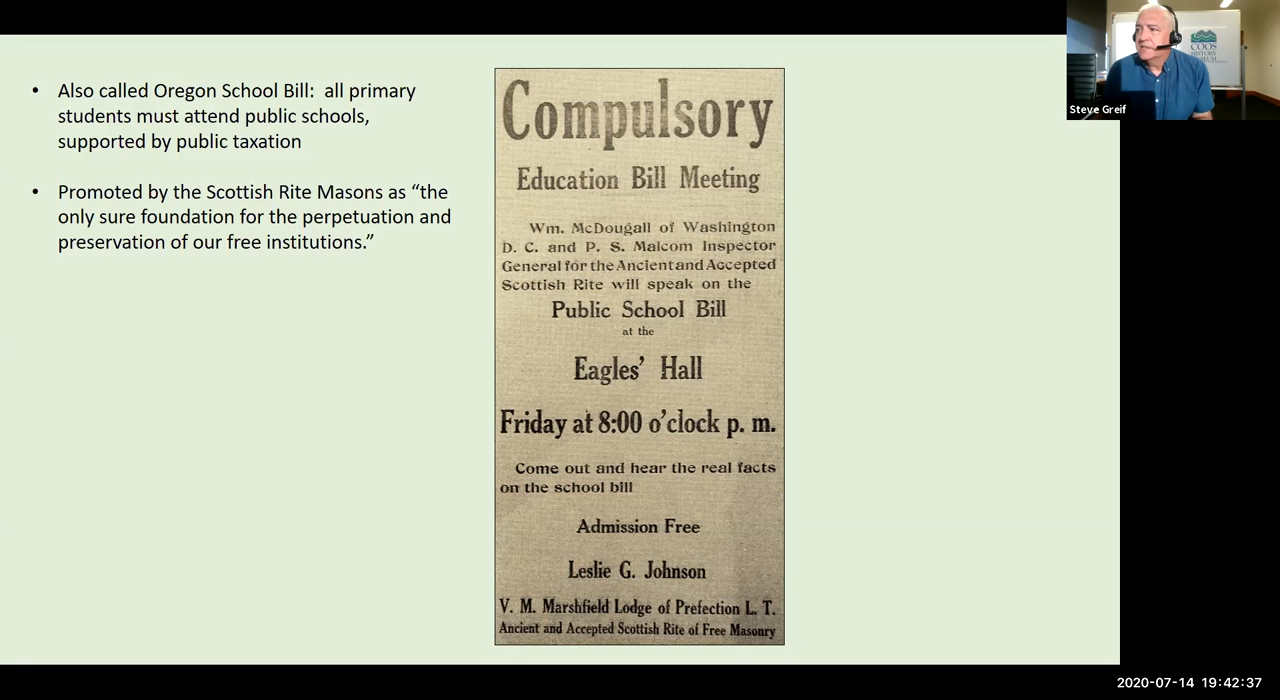 • Also called Oregon School Bill: all primary
students must attend public schools,
supported by public taxation
• Promoted by the Scottish Rite Masons as “the
only sure foundation for the perpetuation and
preservation of our free institutions.”
Compulsory
Education Bill Meeting
Wm. McDougall of Washington
D. C. and P. S. Malcom Inspector
General for the Ancient and Accepted
Scottish Rite will speak on the
Public School Bill
at the
Eagles’ Hall
Friday at 8:00 o’clock p. m.
Come out and hear the real facts
on the school bill
Admission Free
Leslie G. Johnson
V. M. Marshfield Lodge of Prefection L. T.
Ancient and Accepted Scottish Rite of Free Masonry
COOS
HISTORY
MUSEUM
Steve Greif
2020-07-14 19:42:37